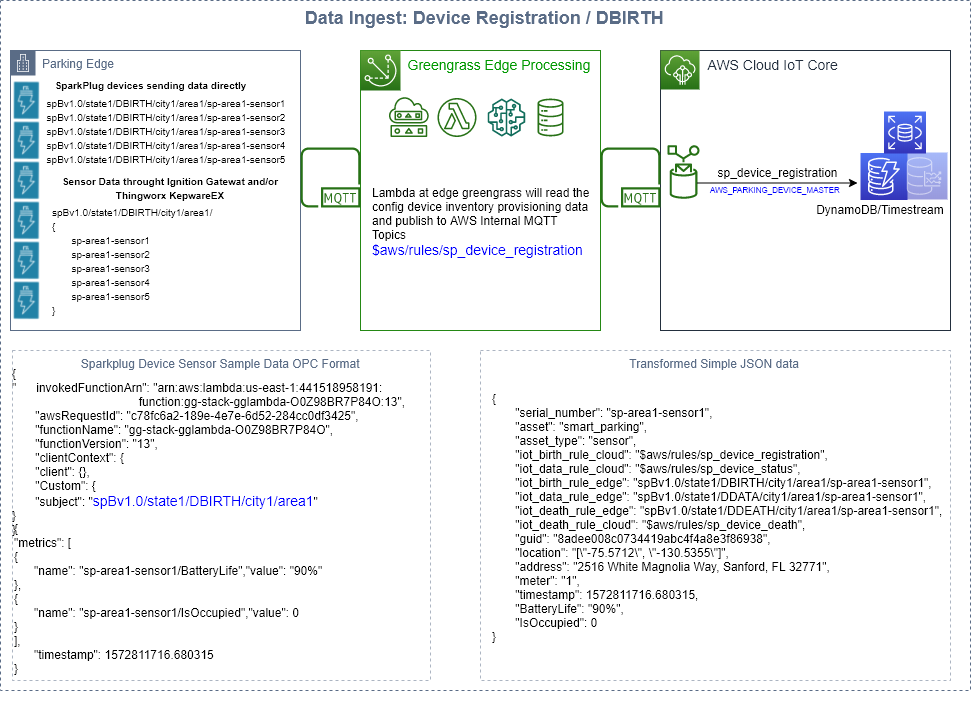 Data Ingest: Device Registration / DBIRTH
Parking Edge
SparkPlug devices sending data directly
spBv1.0/state1/DBIRTH/city1/area1/sp-area1-sensor1
spBv1.0/state1/DBIRTH/city1/area1/sp-area1-sensor2
spBv1.0/state1/DBIRTH/city1/area1/sp-area1-sensor3
spBv1.0/state1/DBIRTH/city1/area1/sp-area1-sensor4
spBv1.0/state1/DBIRTH/city1/area1/sp-area1-sensor5
Sensor Data throught Ignition Gatewat and/or
Thingworx KepwareEX
spBv1.0/state1/DBIRTH/city1/area1/
{
sp-area1-sensor1
sp-area1-sensor2
sp-area1-sensor3
sp-area1-sensor4
sp-area1-sensor5
}
MQTT
Greengrass Edge Processing
Lambda at edge greengrass will read the
config device inventory provisioning data
and publish to AWS Internal MQTT
Topics
$aws/rules/sp_device_registration
MQTT
AWS Cloud IoT Core
sp_device_registration
AWS_PARKING_DEVICE_MASTER
DynamoDB/Timestream
Sparkplug Device Sensor Sample Data OPC Format
{
" invokedFunctionArn": "arn:aws:lambda:us-east-1:441518958191:
function:gg-stack-gglambda-O0Z98BR7P84O:13",
"awsRequestId": "c78fc6a2-189e-4e7e-6d52-284cc0df3425",
"functionName": "gg-stack-gglambda-O0Z98BR7P84O",
"functionVersion": "13",
"clientContext": {
"client": {},
"Custom": {
"subject": "spBv1.0/state1/DBIRTH/city1/area1"
}
{
"metrics": [
{
"name": "sp-area1-sensor1/BatteryLife","value": "90%"
},
{
"name": "sp-area1-sensor1/IsOccupied","value": 0
}
],
"timestamp": 1572811716.680315
}
Transformed Simple JSON data
{
"serial_number": "sp-area1-sensor1",
"asset": "smart_parking",
"asset_type": "sensor",
"iot_birth_rule_cloud": "$aws/rules/sp_device_registration",
"iot_data_rule_cloud": "$aws/rules/sp_device_status",
"iot_birth_rule_edge": "spBv1.0/state1/DBIRTH/city1/area1/sp-area1-sensor1",
"iot_data_rule_edge": "spBv1.0/state1/DDATA/city1/area1/sp-area1-sensor1",
"iot_death_rule_edge": "spBv1.0/state1/DDEATH/city1/area1/sp-area1-sensor1",
"iot_death_rule_cloud": "$aws/rules/sp_device_death",
"guid": "8adee008c0734419abc4f4a8e3f86938",
"location": "[\"-75.5712\", \"-130.5355\"]",
"address": "2516 White Magnolia Way, Sanford, FL 32771",
"meter": "1",
"timestamp": 1572811716.680315,
"BatteryLife": "90%",
"IsOccupied": 0
}